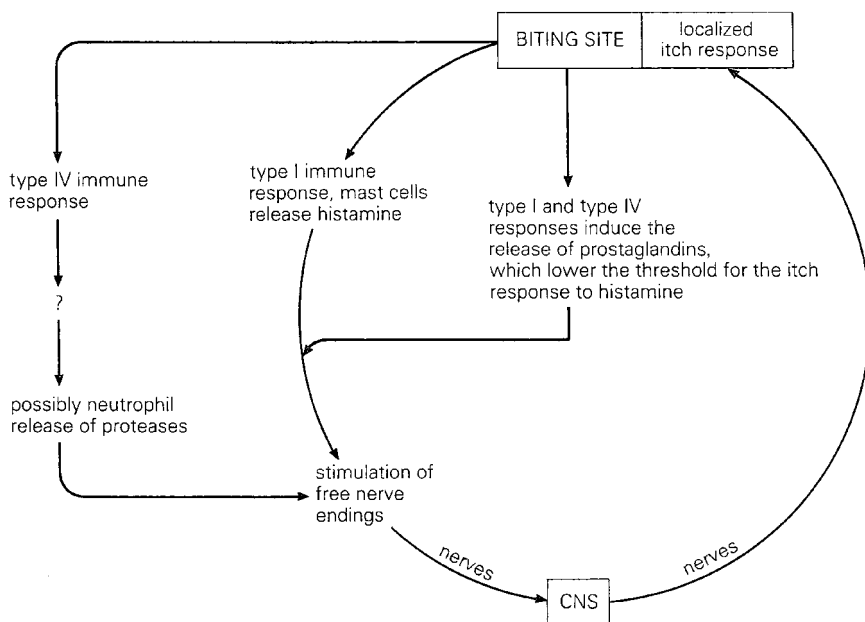 BITING SITE
localized
itch response
type IV immune
response
?
possibly neutrophil
release of proteases
type I immune
response, mast cells
release histamine
type I and type IV
responses induce the
release of prostaglandins,
which lower the threshold for the itch
response to histamine
stimulation of
free nerve
endings
nerves
CNS
nerves